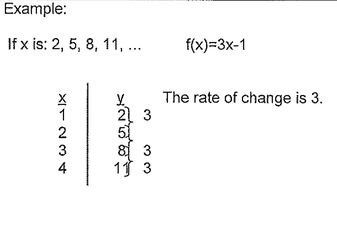 Example:
If x is: 2, 5, 8, 11, ... f(x)=3x-1
x y The rate of change is 3.
1 2 3
2 5
3 8 3
4 11 3